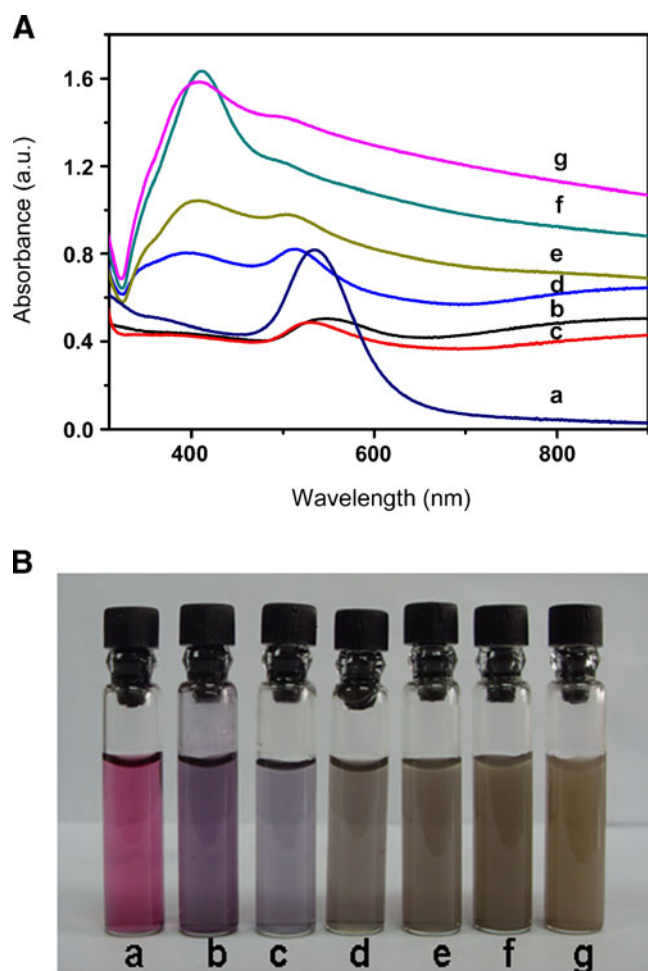 A
Absorbance (a.u.)
1.6
1.2
0.8
0.4
0.0
g
f
e
d
b
c
a
400 600 800
Wavelength (nm)
B
a b c d e f g